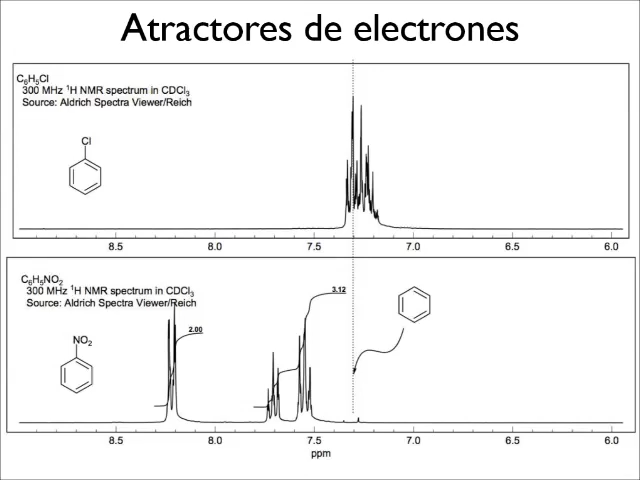 Atractores de electrones
C6H5Cl
300 MHz 1H NMR spectrum in CDCl3
Source: Aldrich Spectra Viewer/Reich
Cl
8.5 8.0 7.5 7.0 6.5 6.0
C6H5NO2
300 MHz 1H NMR spectrum in CDCl3
Source: Aldrich Spectra Viewer/Reich
3.12
2.00
NO2
8.5 8.0 7.5 7.0 6.5 6.0
ppm